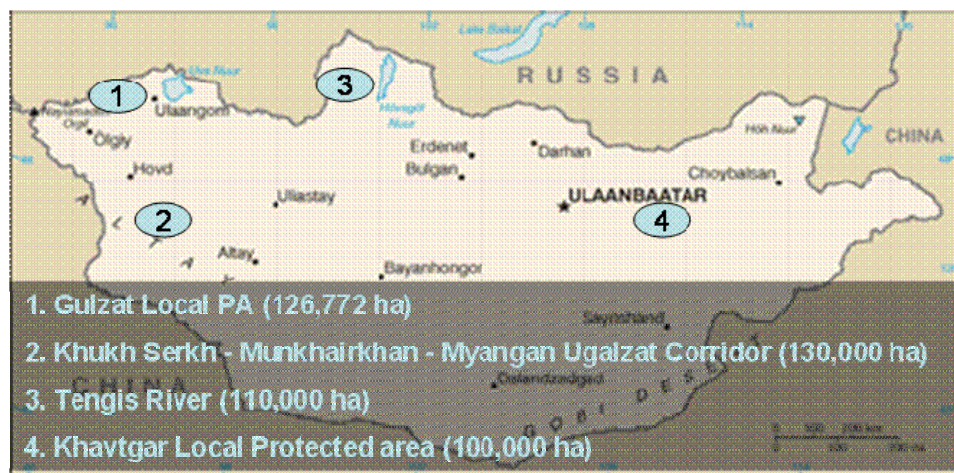 Lake Baikal
RUSSIA
3
1
Uvs Nuur
Ulaangom
Hövsgöl
Nuur
Olgiy
Höh Nuur
CHINA
Erdenet
Darhan
Hovd
Bulgan
Choybalsan
Uliastay
ULAANBAATAR
2
4
Altay
Bayanhongor
1. Gulzat Local PA (126,772 ha)
Saynshand
2. Khukh Serkh - Munkhairkhan - Myangan Ugalzat Corridor (130,000 ha)
CHINA
Dalandzadgad
GOBI DESERT
3. Tengis River (110,000 ha)
4. Khavtgar Local Protected area (100,000 ha)